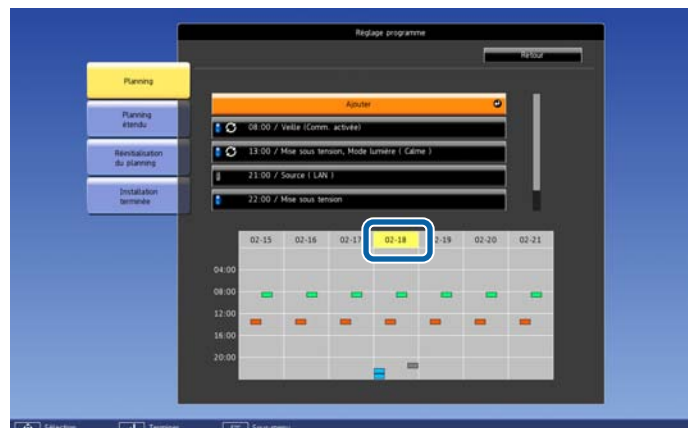 Réglage programme
Retour
Planning
Planning
étendu
Réinitialisation
du planning
Installation
terminée
Ajouter
08:00 / Veille (Comm. activée)
13:00 / Mise sous tension, Mode lumière ( Calme )
21:00 / Source ( LAN )
22:00 / Mise sous tension
02-15 02-16 02-17 02-18 02-19 02-20 02-21
04:00
08:00
12:00
16:00
20:00
Sélection
Terminer
Sous-menu